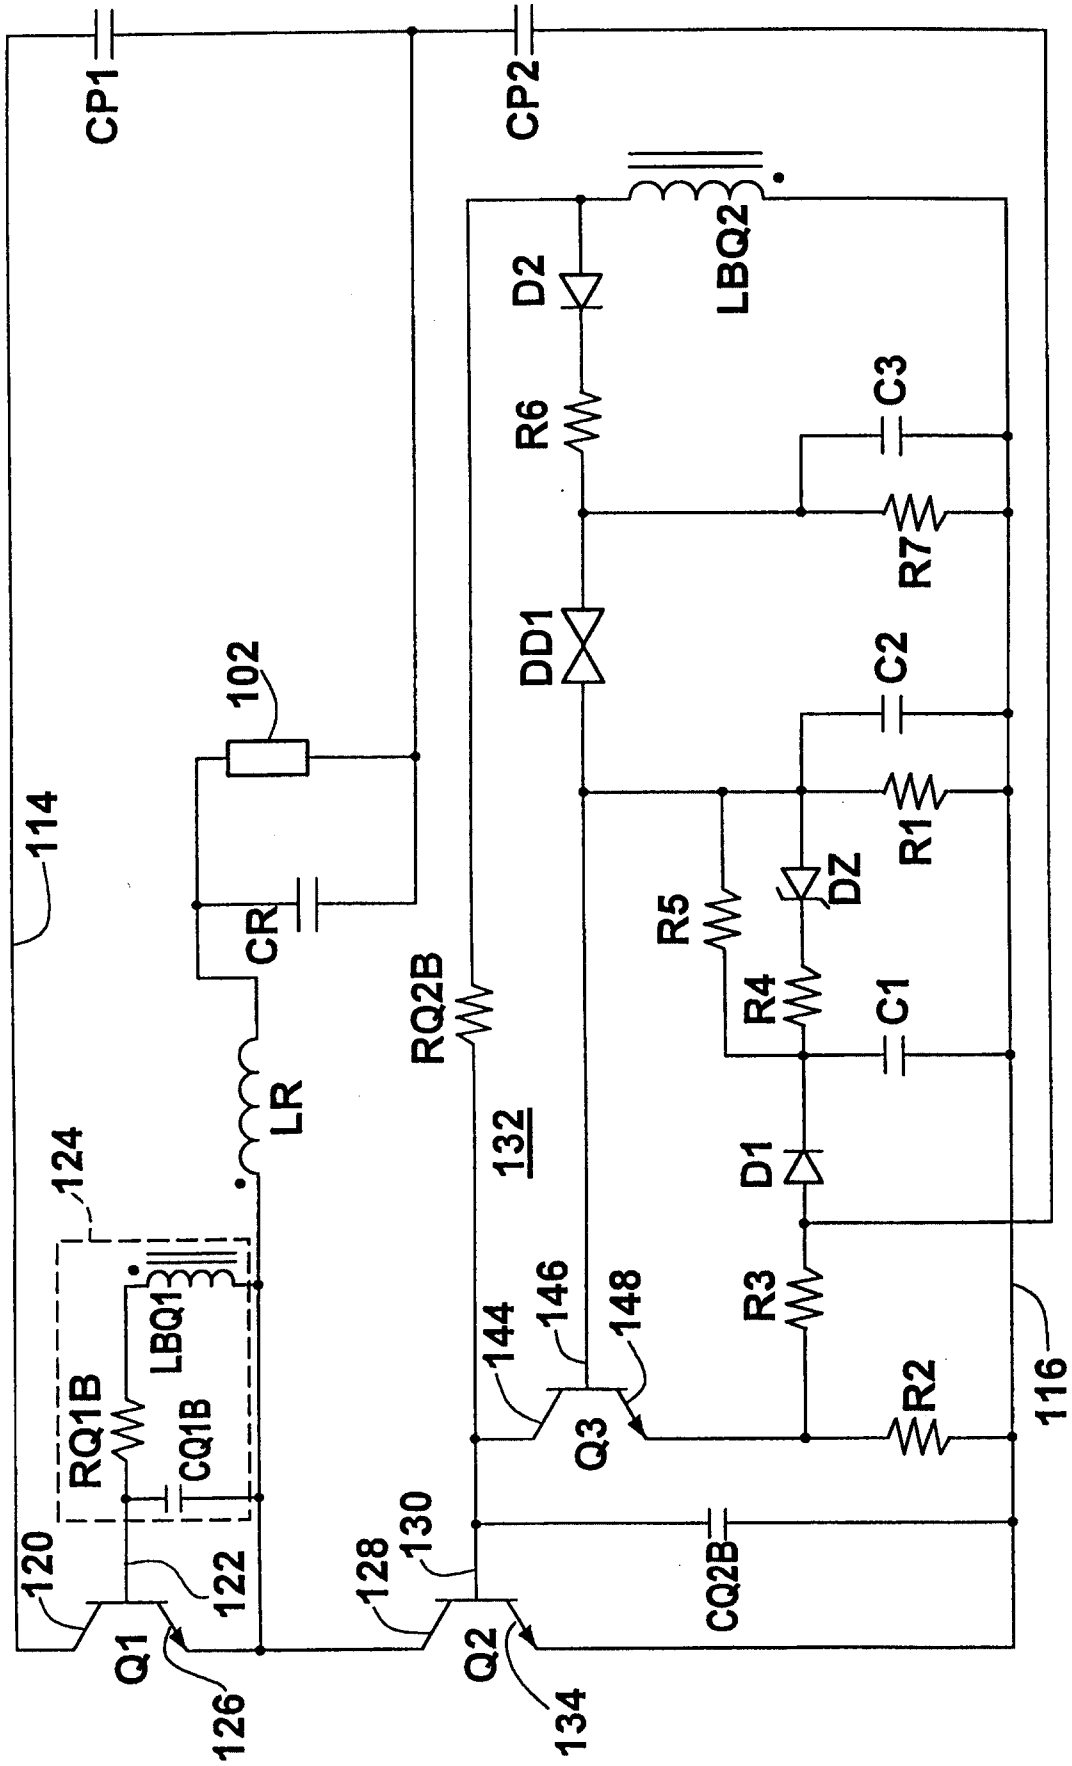 CP1
CP2
114
102
CR
LR
124
RQ1B
LBQ1
CQ1B
120
122
Q1
126
LBQ2
D2
R6
C3
R7
DD1
C2
R1
DZ
R5
R4
C1
RQ2B
132
D1
R3
146
144
148
Q3
R2
116
130
128
CQ2B
Q2
134